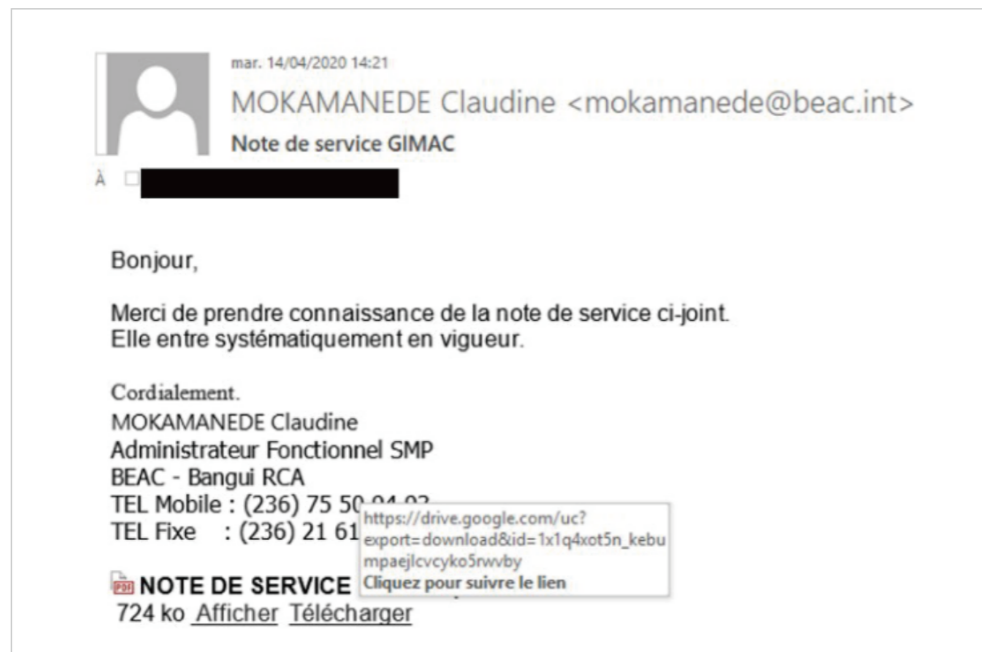 mar. 14/04/2020 14:21
MOKAMANEDE Claudine <mokamanede@beac.int>
Note de service GIMAC
À
Bonjour,
Merci de prendre connaissance de la note de service ci-joint.
Elle entre systématiquement en vigueur.
Cordialement.
MOKAMANEDE Claudine
Administrateur Fonctionnel SMP
BEAC - Bangui RCA
TEL Mobile : (236) 75 50
TEL Fixe : (236) 21 61
https://drive.google.com/uc?
export=download&id=1x1q4xot5n_kebu
mpaejlcvcyko5rwvby
Cliquez pour suivre le lien
NOTE DE SERVICE
724 ko Afficher Télécharger